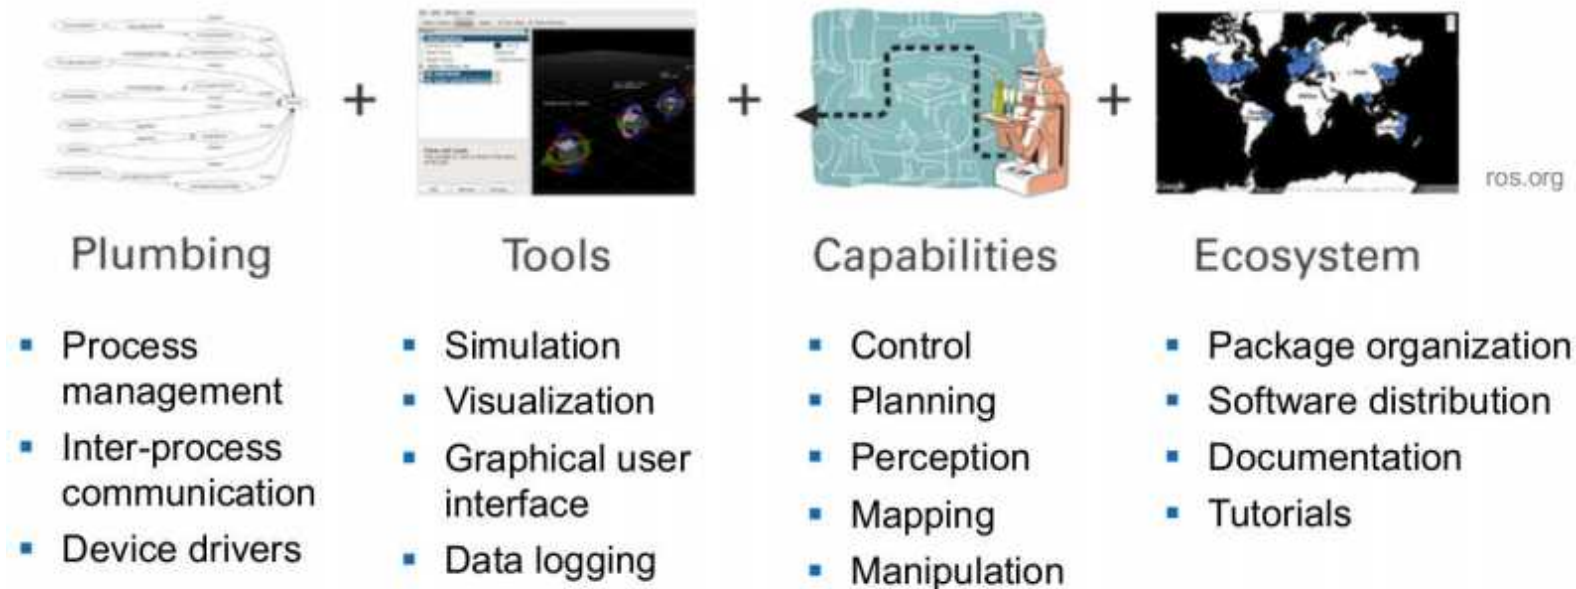 ros.org
Plumbing
Process
management
Inter-process
communication
Device drivers
Tools
Simulation
Visualization
Graphical user
interface
Data logging
Capabilities
Control
Planning
Perception
Mapping
Manipulation
Ecosystem
Package organization
Software distribution
Documentation
Tutorials